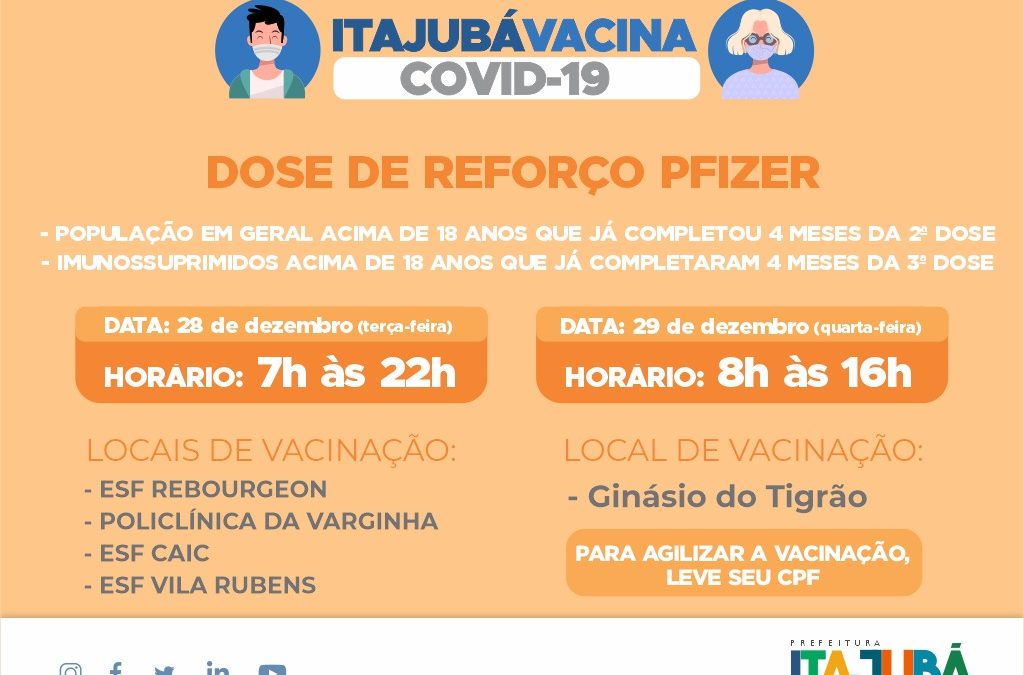 ITAJUBÁVACINA
COVID-19
DOSE DE REFORÇO PFIZER
- POPULAÇÃO EM GERAL ACIMA DE 18 ANOS QUE JÁ COMPLETOU 4 MESES DA 2ª DOSE
- IMUNOSSUPRIMIDOS ACIMA DE 18 ANOS QUE JÁ COMPLETARAM 4 MESES DA 3ª DOSE
DATA: 28 de dezembro (terça-feira)
HORÁRIO: 7h às 22h
LOCAIS DE VACINAÇÃO:
- ESF REBOURGEON
- POLICLÍNICA DA VARGINHA
- ESF CAIC
- ESF VILA RUBENS
DATA: 29 de dezembro (quarta-feira)
HORÁRIO: 8h às 16h
LOCAL DE VACINAÇÃO:
- Ginásio do Tigrão
PARA AGILIZAR A VACINAÇÃO,
LEVE SEU CPF
PREFEITURA
ITAJUBÁ